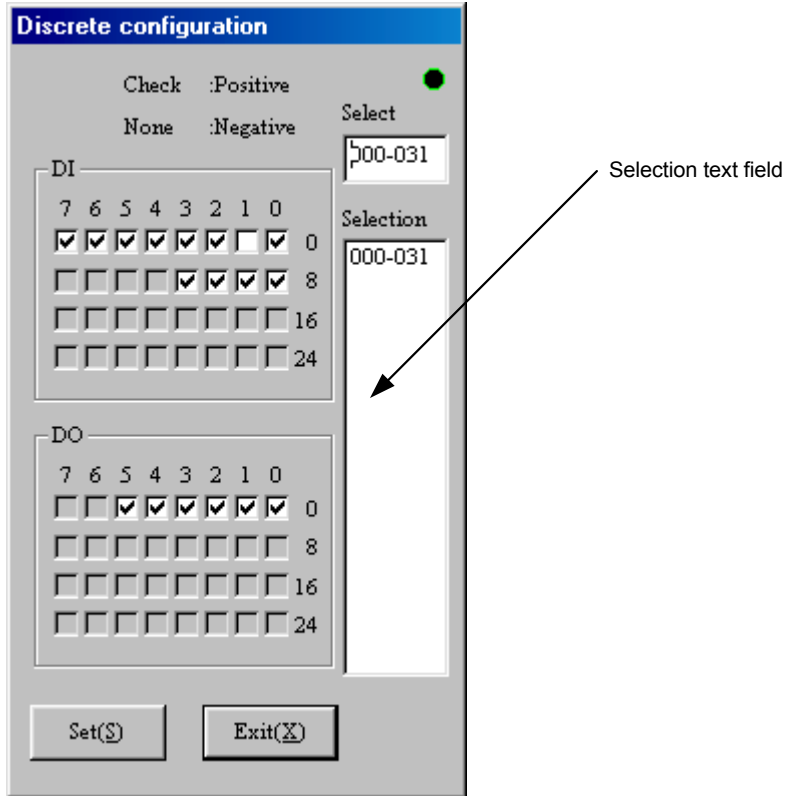 Discrete configuration
Check :Positive
None :Negative
Select
000-031
Selection text field
DI
7 6 5 4 3 2 1 0
0
8
16
24
Selection
000-031
DO
7 6 5 4 3 2 1 0
0
8
16
24
Set(S)
Exit(X)